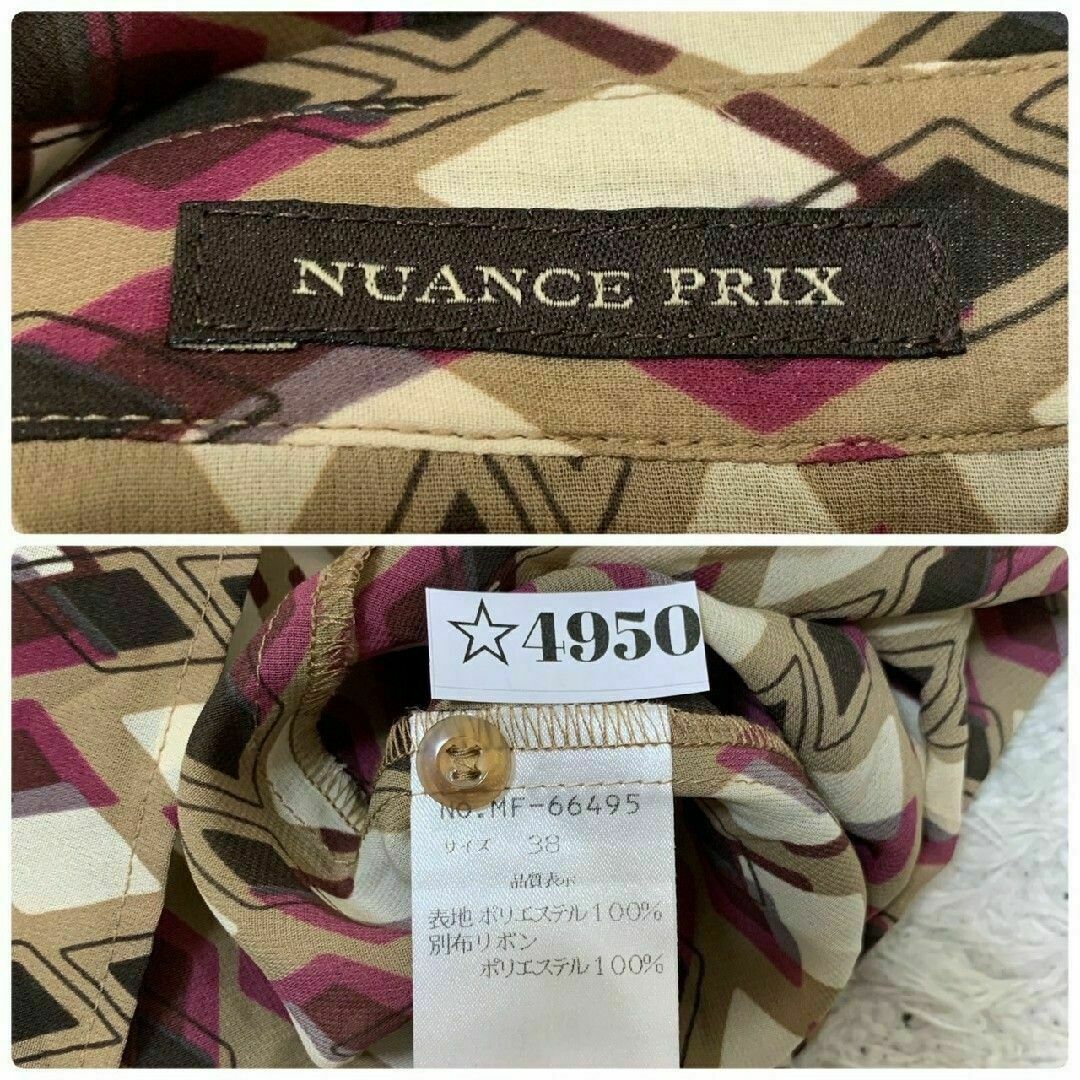 NUANCE PRIX
☆4950
NO.MF-66495
サイズ 38
品質表示
表地 ポリエステル100%
別布リボン
ポリエステル100%